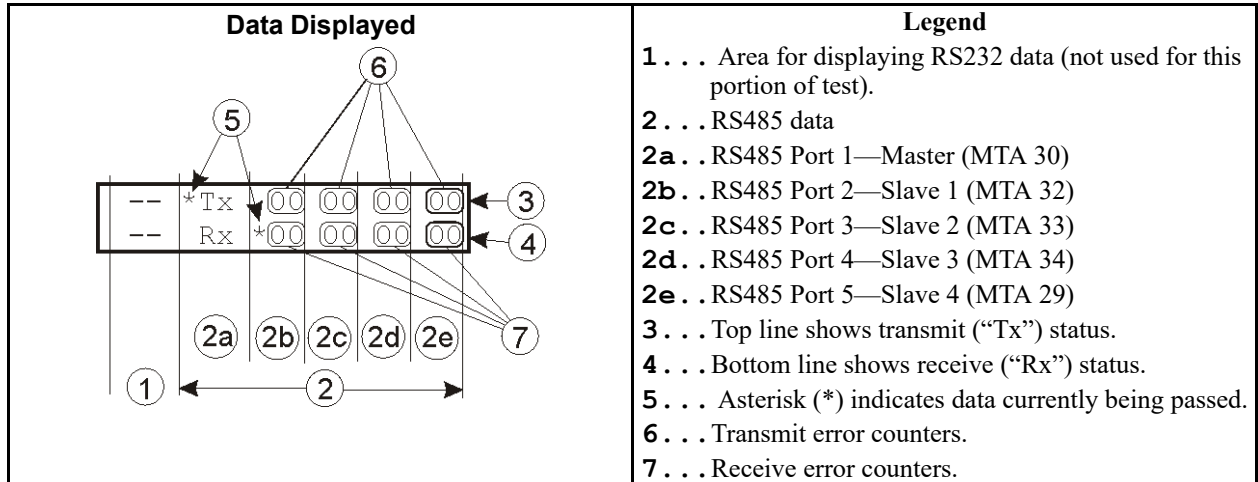 Data Displayed
6
5
-- *Tx 00 00 00 00
3
-- Rx *00 00 00 00
4
2a 2b 2c 2d 2e
7
1
2
Legend
1... Area for displaying RS232 data (not used for this
portion of test).
2...RS485 data
2a..RS485 Port 1—Master (MTA 30)
2b..RS485 Port 2—Slave 1 (MTA 32)
2c..RS485 Port 3—Slave 2 (MTA 33)
2d..RS485 Port 4—Slave 3 (MTA 34)
2e..RS485 Port 5—Slave 4 (MTA 29)
3...Top line shows transmit (“Tx”) status.
4...Bottom line shows receive (“Rx”) status.
5... Asterisk (*) indicates data currently being passed.
6...Transmit error counters.
7...Receive error counters.